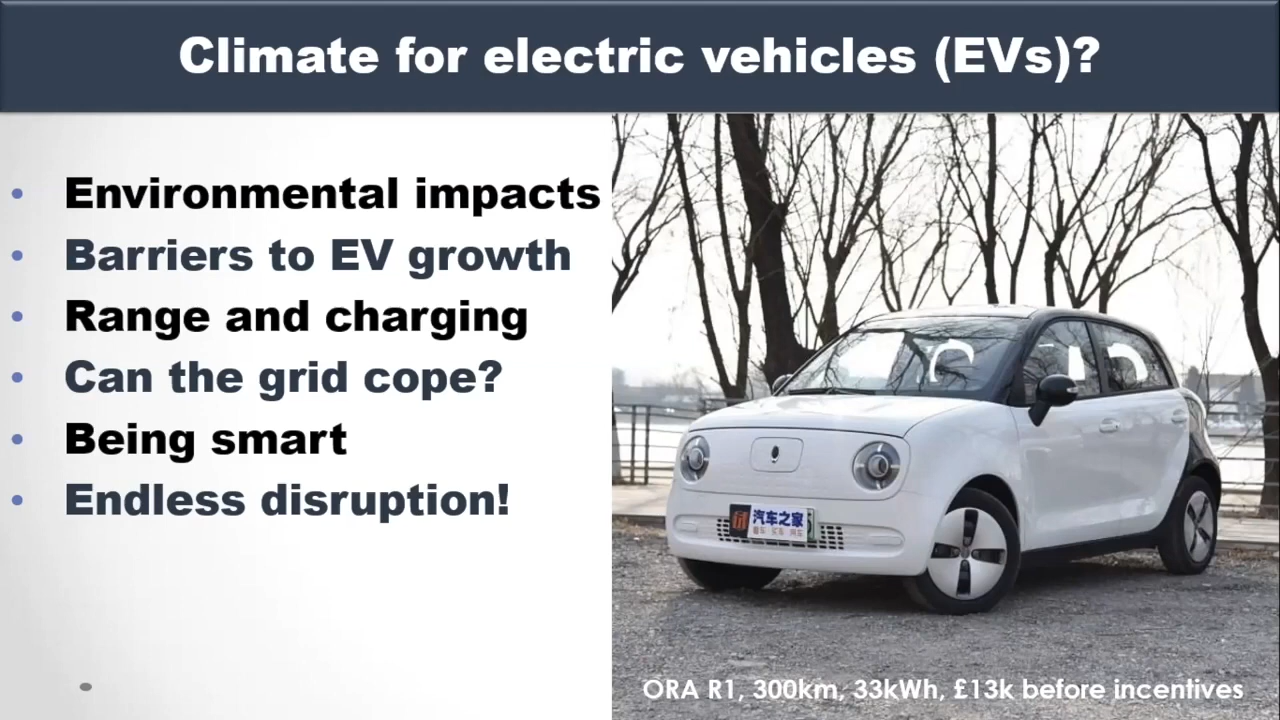 Climate for electric vehicles (EVs)?
• Environmental impacts
• Barriers to EV growth
• Range and charging
• Can the grid cope?
• Being smart
• Endless disruption!
汽车之家
ORA R1, 300km, 33kWh, £13k before incentives